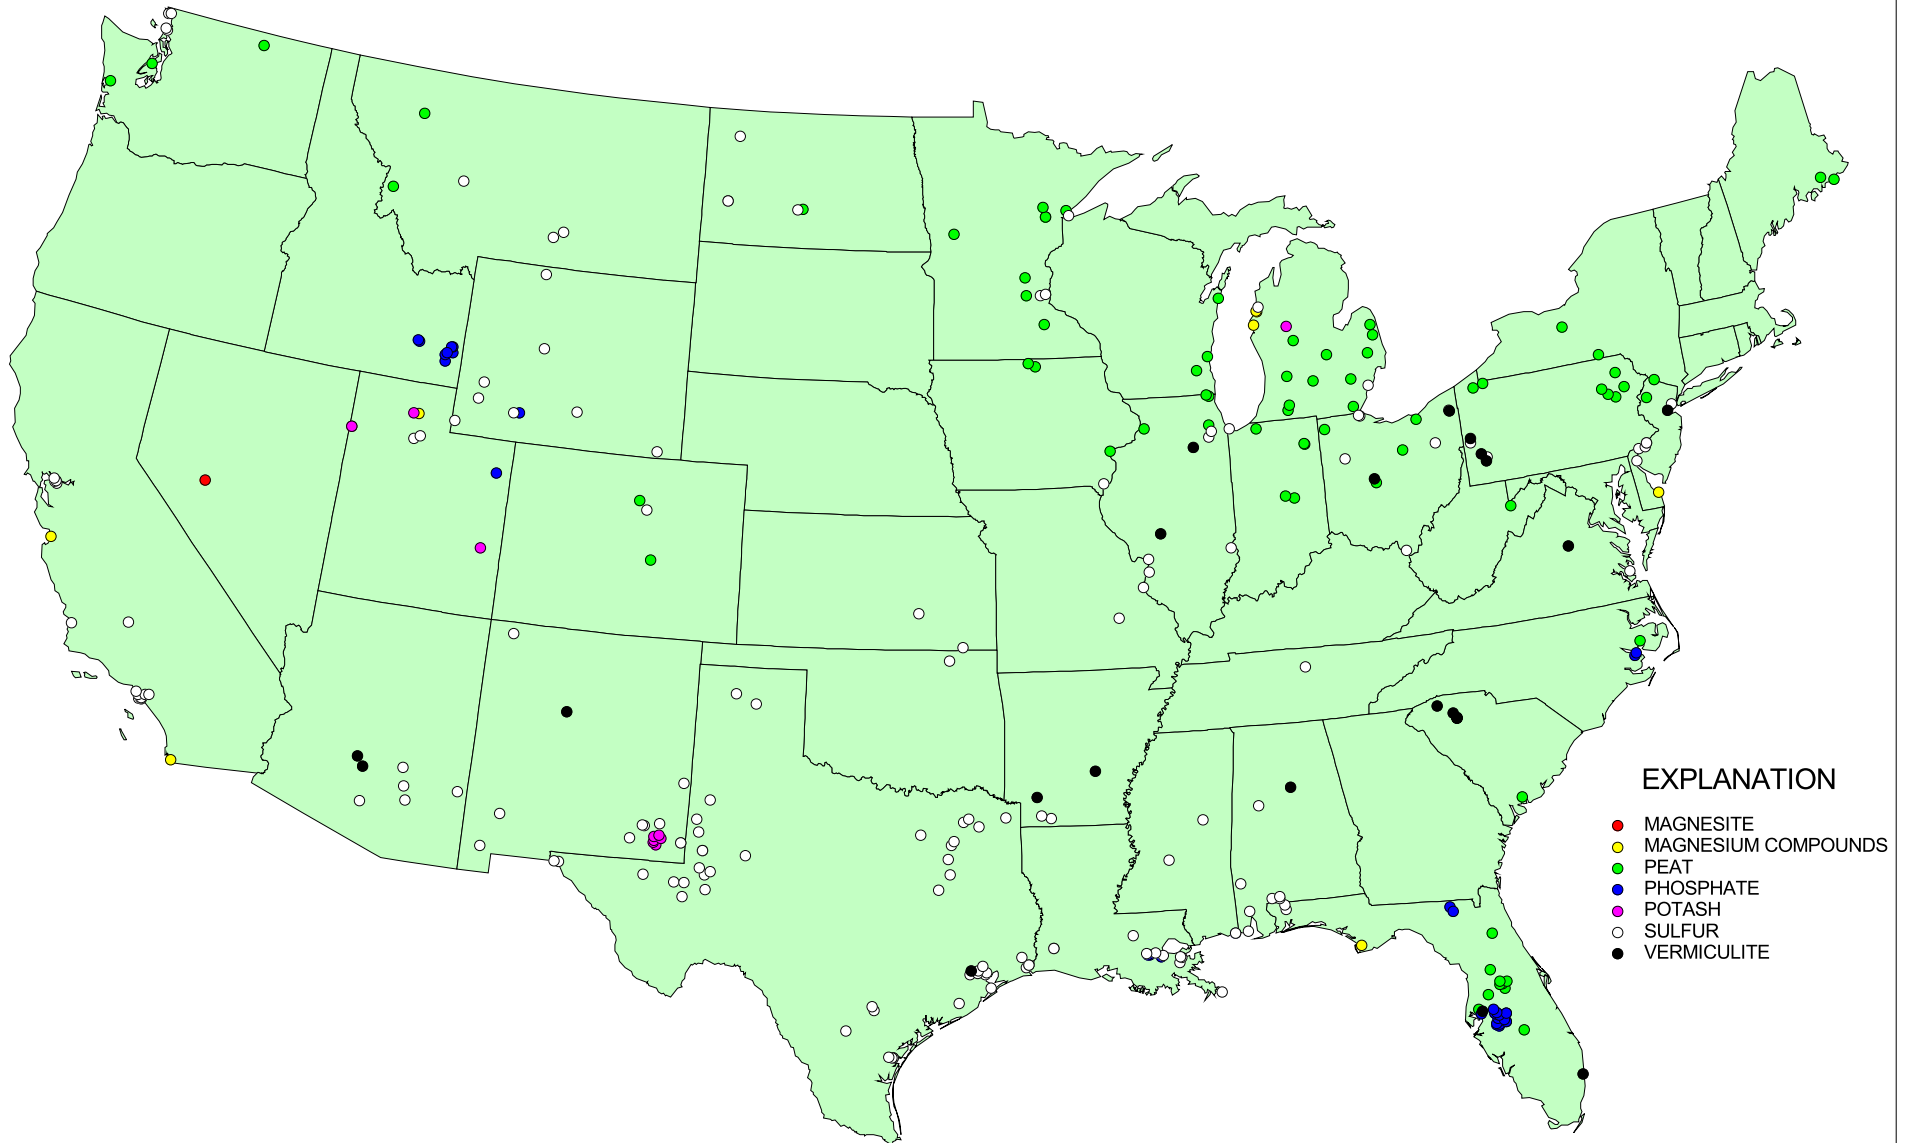 EXPLANATION
MAGNESITE
MAGNESIUM COMPOUNDS
PEAT
PHOSPHATE
POTASH
SULFUR
VERMICULITE